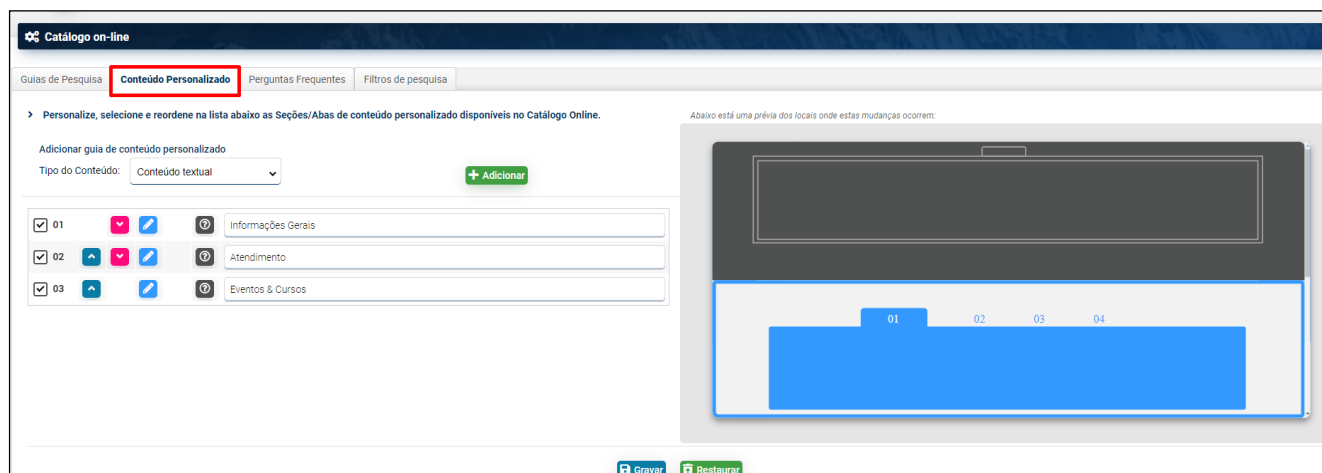 Catálogo on-line
Guias de Pesquisa Conteúdo Personalizado Perguntas Frequentes Filtros de pesquisa
Personalize, selecione e reordene na lista abaixo as Seções/Abas de conteúdo personalizado disponíveis no Catálogo Online.
Abaixo está uma prévia dos locais onde estas mudanças ocorrem:
Adicionar guia de conteúdo personalizado
Tipo do Conteúdo: Conteúdo textual + Adicionar
01 Informações Gerais
02 Atendimento
03 Eventos & Cursos
01 02 03 04
Gravar Restaurar